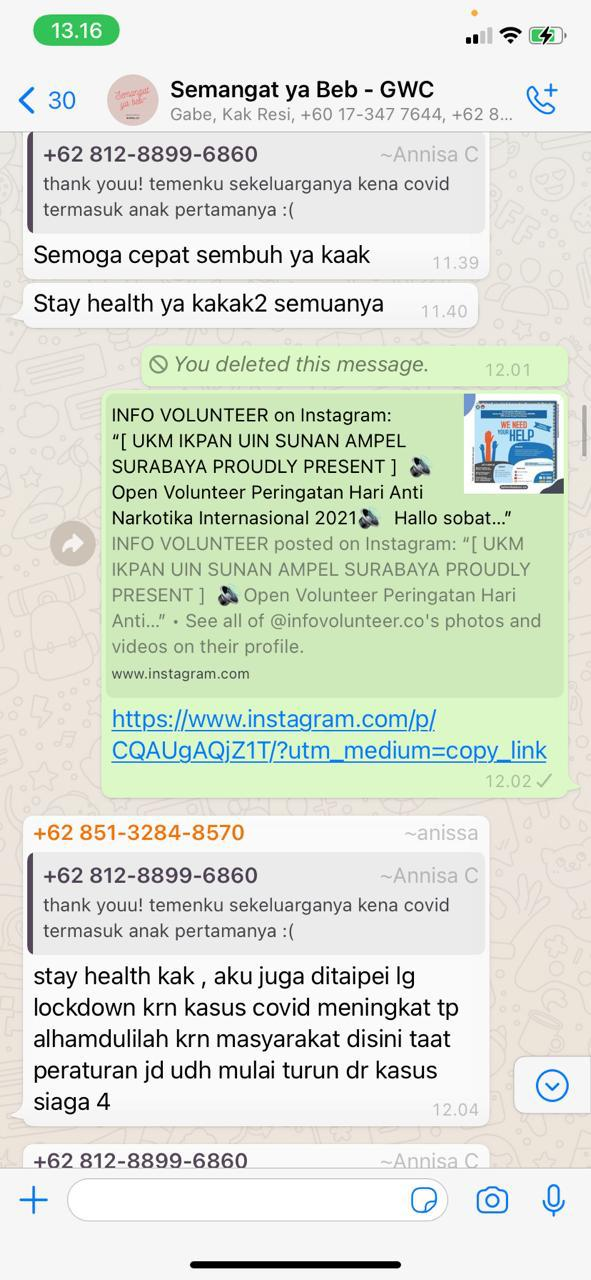 13.16
30
Semangat ya Beb - GWC
Gabe, Kak Resi, +60 17-347 7644, +62 8...
Semangat
ya beb
+62 812-8899-6860 ~Annisa C
thank youu! temenku sekeluarganya kena covid
termasuk anak pertamanya :(
Semoga cepat sembuh ya kaak
11.39
Stay health ya kakak2 semuanya
11.40
You deleted this message.
12.01
INFO VOLUNTEER on Instagram:
“[ UKM IKPAN UIN SUNAN AMPEL
SURABAYA PROUDLY PRESENT ] 🔊
Open Volunteer Peringatan Hari Anti
Narkotika Internasional 2021🔊 Hallo sobat...”
WE NEED
YOUR HELP
INFO VOLUNTEER posted on Instagram: “[ UKM
IKPAN UIN SUNAN AMPEL SURABAYA PROUDLY
PRESENT ] 🔊 Open Volunteer Peringatan Hari
Anti...” • See all of @infovolunteer.co's photos and
videos on their profile.
www.instagram.com
https://www.instagram.com/p/
CQAUgAQjZ1T/?utm_medium=copy_link
12.02
+62 851-3284-8570 ~anissa
+62 812-8899-6860 ~Annisa C
thank youu! temenku sekeluarganya kena covid
termasuk anak pertamanya :(
stay health kak , aku juga ditaipei lg
lockdown krn kasus covid meningkat tp
alhamdulilah krn masyarakat disini taat
peraturan jd udh mulai turun dr kasus
siaga 4
12.04
+62 812-8899-6860 ~Annisa C